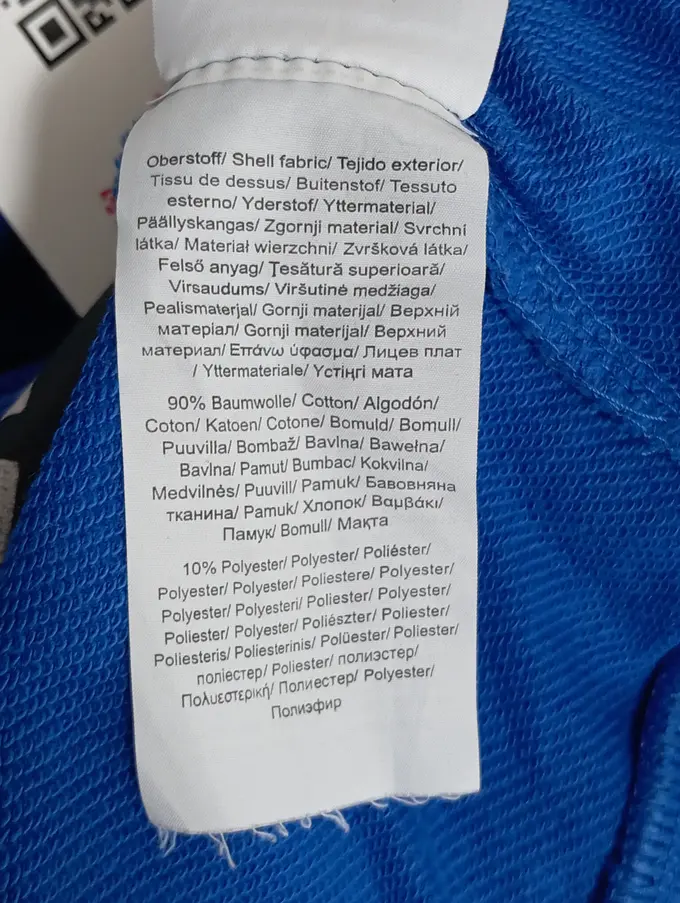 Oberstoff/ Shell fabric/ Tejido exterior/
Tissu de dessus/ Buitenstof/ Tessuto
esterno/ Yderstof/ Yttermaterial/
Päällyskangas/ Zgornji material/ Svrchní
látka/ Materiał wierzchni/ Zvršková látka/
Felső anyag/ Ţesătură superioară/
Virsaudums/ Viršutinė medžiaga/
Pealismaterjal/ Gornji materijal/ Верхній
матеріал/ Gornji materijal/ Верхний
материал/ Επάνω ύφασμα/ Лицев плат
/ Yttermateriale/ Үстіңгі мата
90% Baumwolle/ Cotton/ Algodón/
Coton/ Katoen/ Cotone/ Bomuld/ Bomull/
Puuvilla/ Bombaž/ Bavlna/ Bawełna/
Bavlna/ Pamut/ Bumbac/ Kokvilna/
Medvilnės/ Puuvill/ Pamuk/ Бавовняна
тканина/ Pamuk/ Хлопок/ Βαμβάκι/
Памук/ Bomull/ Мақта
10% Polyester/ Polyester/ Poliéster/
Polyester/ Polyester/ Poliestere/ Polyester/
Polyester/ Polyesteri/ Poliester/ Polyester/
Poliester/ Polyester/ Poliészter/ Poliester/
Poliesteris/ Poliesterinis/ Polüester/ Poliester/
поліестер/ Poliester/ полиэстер/
Πολυεστερική/ Полиестер/ Polyester/
Полиэфир